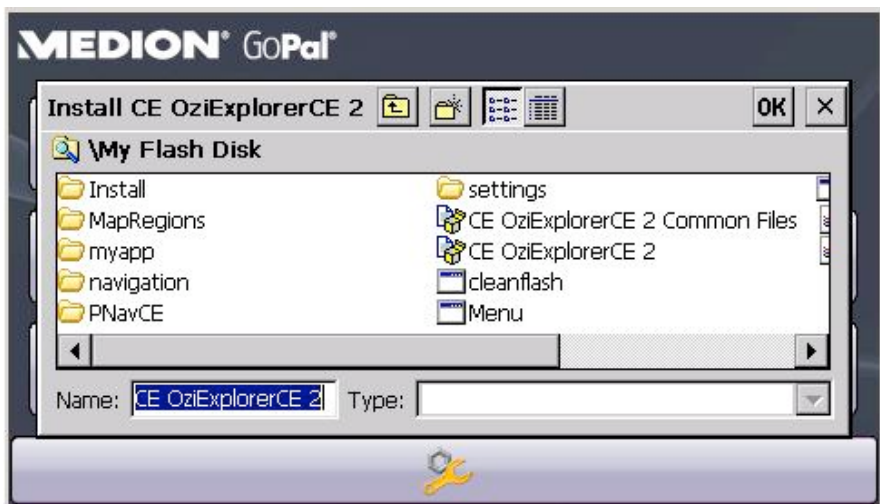 MEDION® GoPal®
Install CE OziExplorerCE 2 OK
\My Flash Disk
Install settings
MapRegions CE OziExplorerCE 2 Common Files
myapp CE OziExplorerCE 2
navigation cleanflash
PNavCE Menu
Name: CE OziExplorerCE 2 Type: